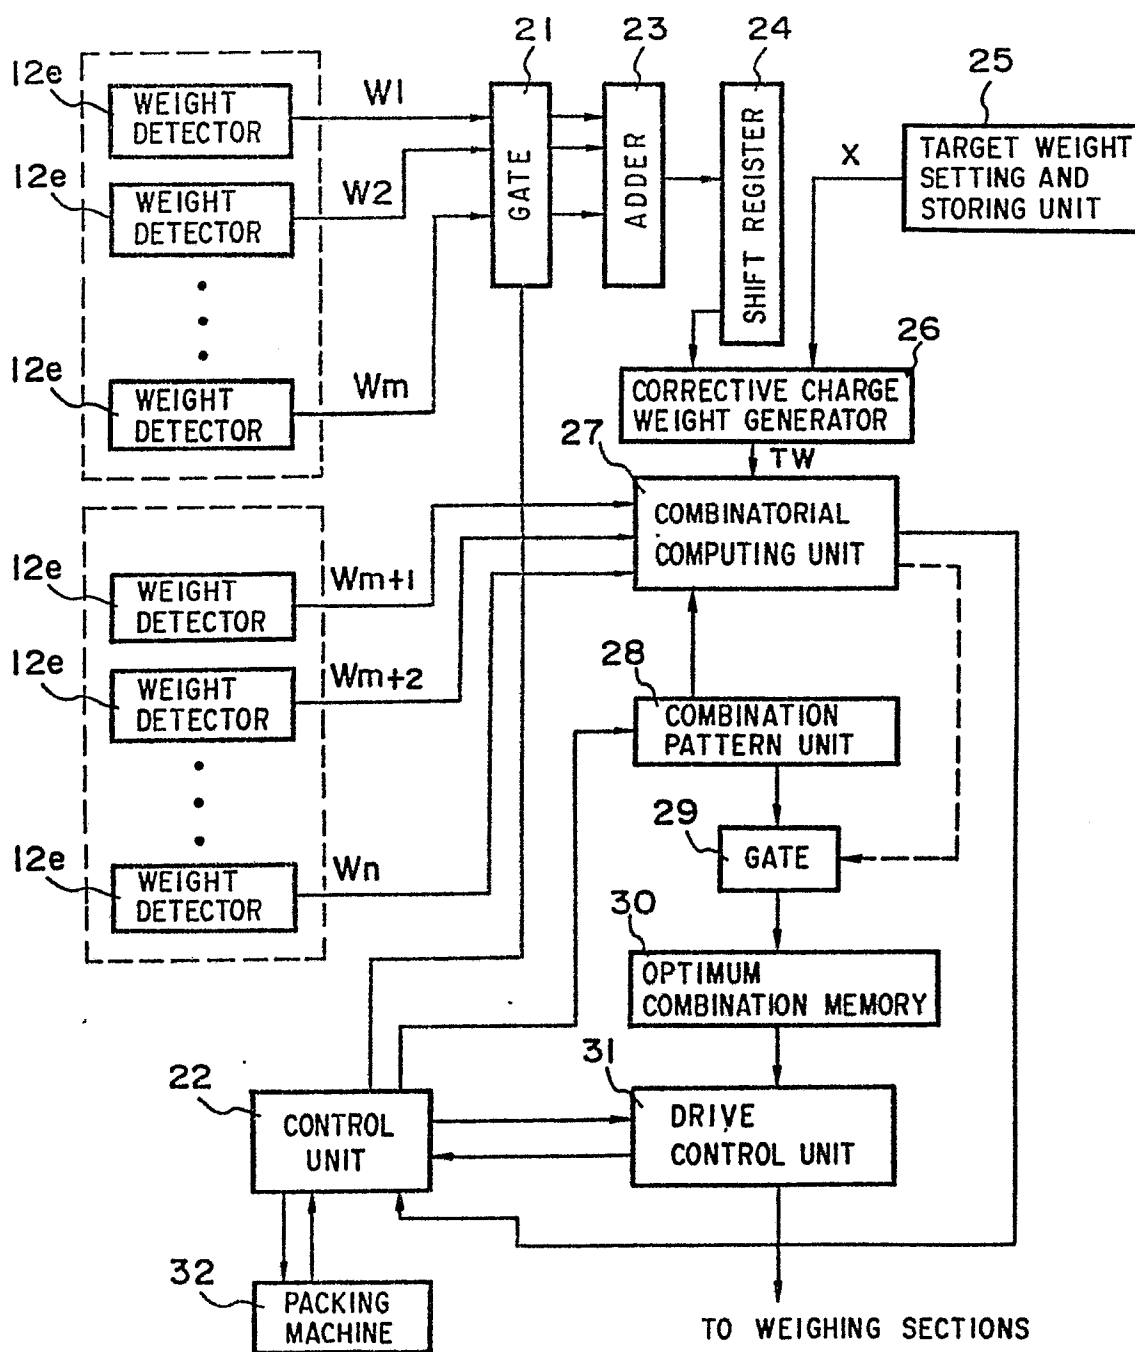 21
23
24
25
12e
WEIGHT
DETECTOR
W1
GATE
ADDER
SHIFT REGISTER
X
TARGET WEIGHT
SETTING AND
STORING UNIT
12e
WEIGHT
DETECTOR
W2
12e
WEIGHT
DETECTOR
Wm
26
CORRECTIVE CHARGE
WEIGHT GENERATOR
27
TW
COMBINATORIAL
COMPUTING UNIT
12e
WEIGHT
DETECTOR
Wm+1
12e
WEIGHT
DETECTOR
Wm+2
28
COMBINATION
PATTERN UNIT
29
GATE
12e
WEIGHT
DETECTOR
Wn
30
OPTIMUM
COMBINATION MEMORY
31
DRIVE
CONTROL UNIT
22
CONTROL
UNIT
32
PACKING
MACHINE
TO WEIGHING SECTIONS